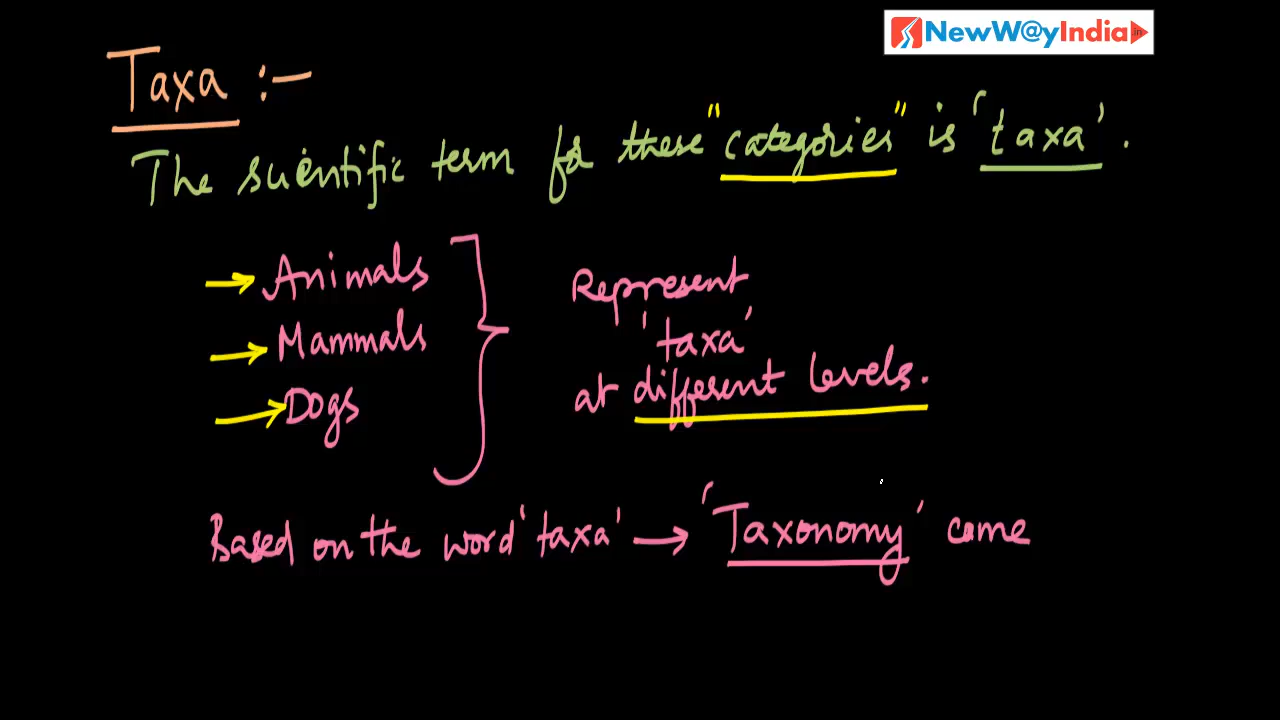 NewW@yIndia.in
Taxa :-
The scientific term for these "categories" is 'taxa'.
→ Animals
→ Mammals
→ Dogs
Represent
'taxa'
at different levels.
Based on the word 'taxa' → 'Taxonomy' came